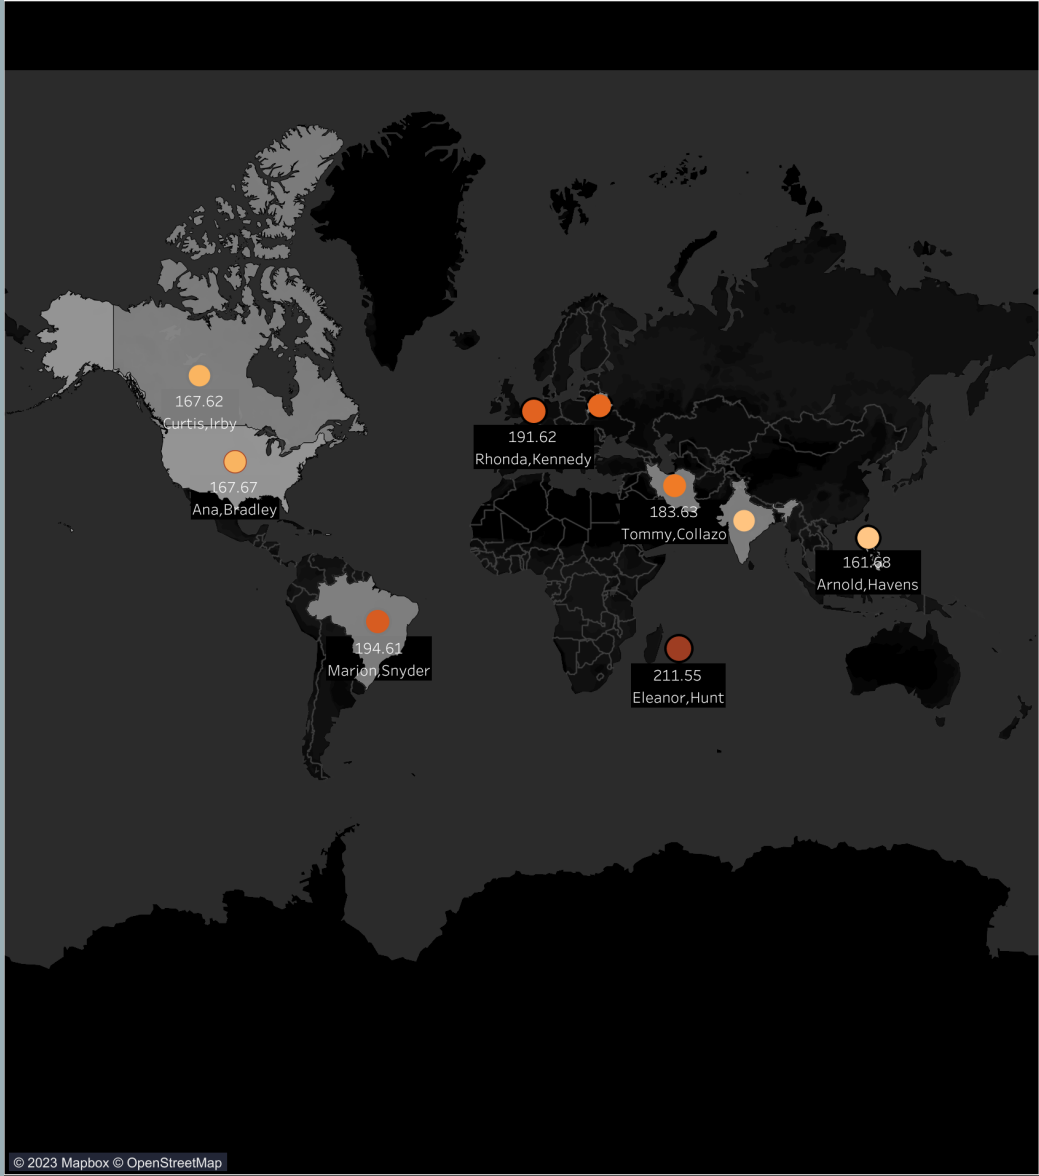 167.62
Curtis,Irby
167.67
Ana,Bradley
191.62
Rhonda,Kennedy
183.63
Tommy,Collazo
161.68
Arnold,Havens
194.61
Marion,Snyder
211.55
Eleanor,Hunt
© 2023 Mapbox © OpenStreetMap